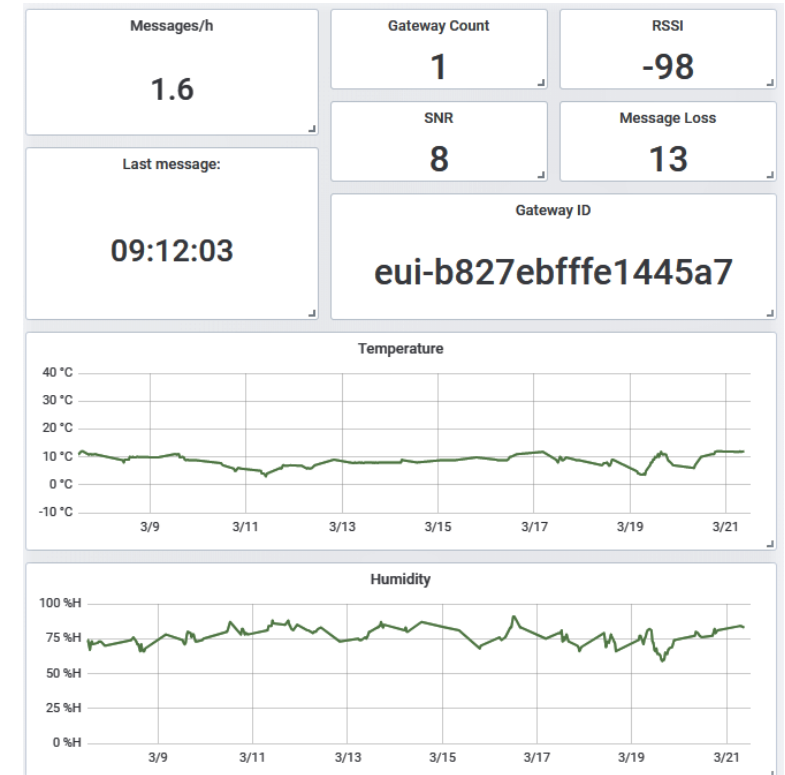 Messages/h
1.6
Gateway Count
1
RSSI
-98
SNR
8
Message Loss
13
Last message:
09:12:03
Gateway ID
eui-b827ebfffe1445a7
Temperature
40 °C
30 °C
20 °C
10 °C
0 °C
-10 °C
3/9 3/11 3/13 3/15 3/17 3/19 3/21
Humidity
100 %H
75 %H
50 %H
25 %H
0 %H
3/9 3/11 3/13 3/15 3/17 3/19 3/21